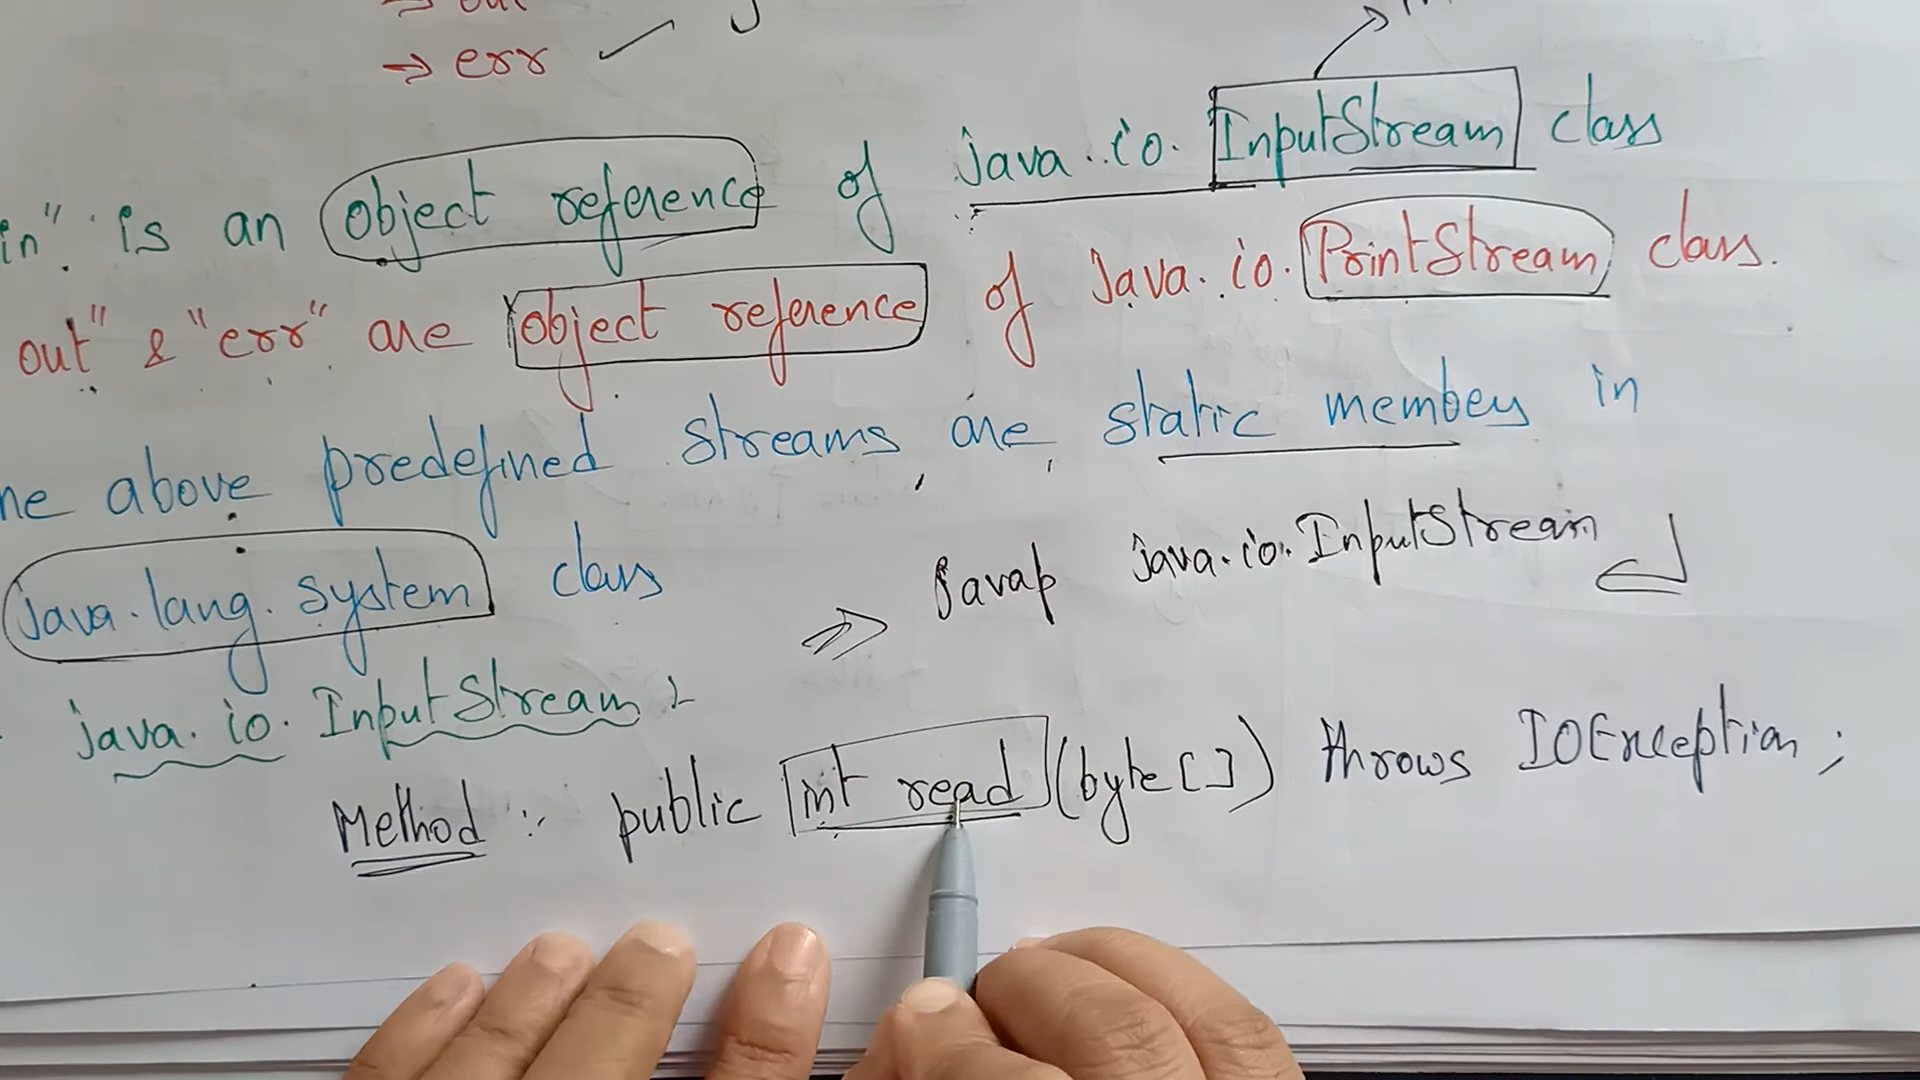 → out
→ err ✓
in" is an object reference of java.io.InputStream class
out" & "err" are object reference of Java.io.PrintStream class.
above predefined streams are static members in
java.lang.system class
⇒ javap java.io.InputStream
java.io.InputStream :-
Method :- public int read (byte[]) throws IOException;